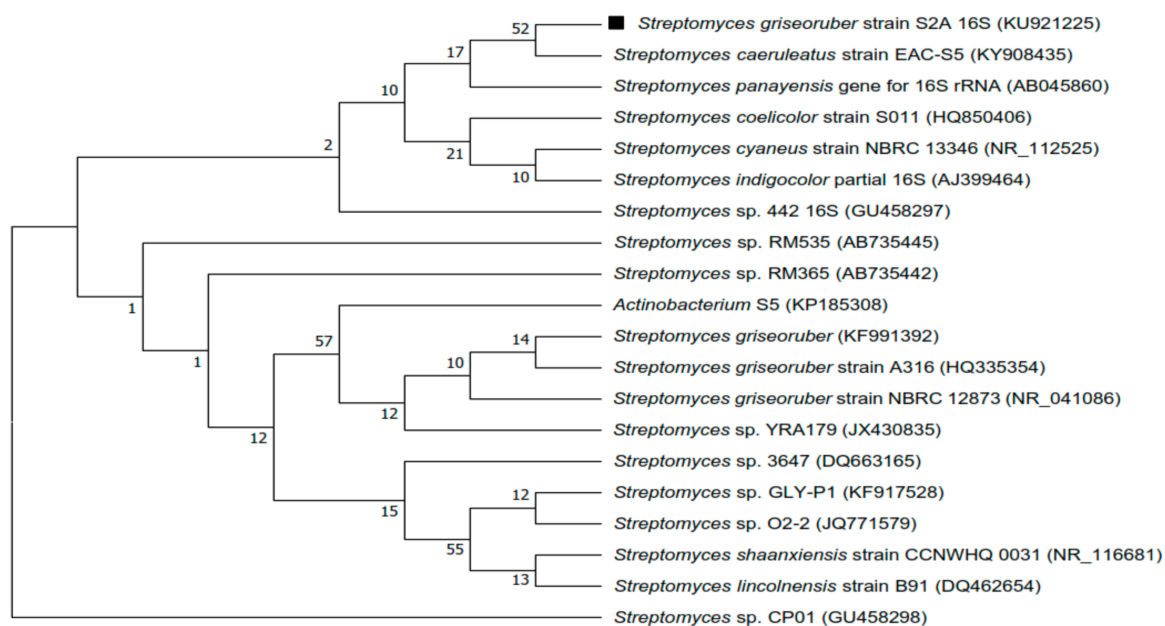 52
Streptomyces griseoruber strain S2A 16S (KU921225)
17
Streptomyces caeruleatus strain EAC-S5 (KY908435)
10
Streptomyces panayensis gene for 16S rRNA (AB045860)
2
Streptomyces coelicolor strain S011 (HQ850406)
21
Streptomyces cyaneus strain NBRC 13346 (NR_112525)
10
Streptomyces indigocolor partial 16S (AJ399464)
Streptomyces sp. 442 16S (GU458297)
Streptomyces sp. RM535 (AB735445)
1
Streptomyces sp. RM365 (AB735442)
1
Actinobacterium S5 (KP185308)
57
14
Streptomyces griseoruber (KF991392)
10
Streptomyces griseoruber strain A316 (HQ335354)
12
Streptomyces griseoruber strain NBRC 12873 (NR_041086)
12
Streptomyces sp. YRA179 (JX430835)
Streptomyces sp. 3647 (DQ663165)
15
12
Streptomyces sp. GLY-P1 (KF917528)
55
Streptomyces sp. O2-2 (JQ771579)
Streptomyces shaanxiensis strain CCNWHQ 0031 (NR_116681)
13
Streptomyces lincolnensis strain B91 (DQ462654)
Streptomyces sp. CP01 (GU458298)